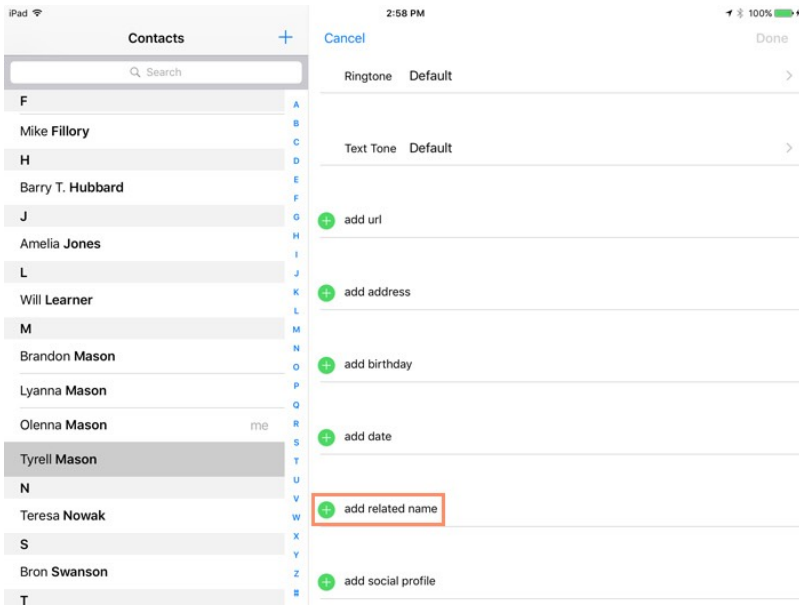 iPad
2:58 PM
100%
Contacts
Search
F
Mike Fillory
H
Barry T. Hubbard
J
Amelia Jones
L
Will Learner
M
Brandon Mason
Lyanna Mason
Olenna Mason me
Tyrell Mason
N
Teresa Nowak
S
Bron Swanson
T
A
B
C
D
E
F
G
H
I
J
K
L
M
N
O
P
Q
R
S
T
U
V
W
X
Y
Z
#
Cancel
Done
Ringtone Default
Text Tone Default
add url
add address
add birthday
add date
add related name
add social profile